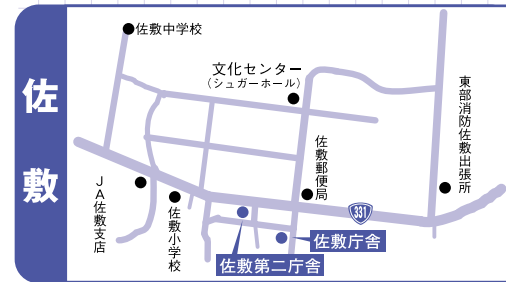 佐敷
佐敷中学校
文化センター
（シュガーホール）
東部消防佐敷出張所
佐敷郵便局
JA佐敷支店
佐敷小学校
331
佐敷庁舎
佐敷第二庁舎